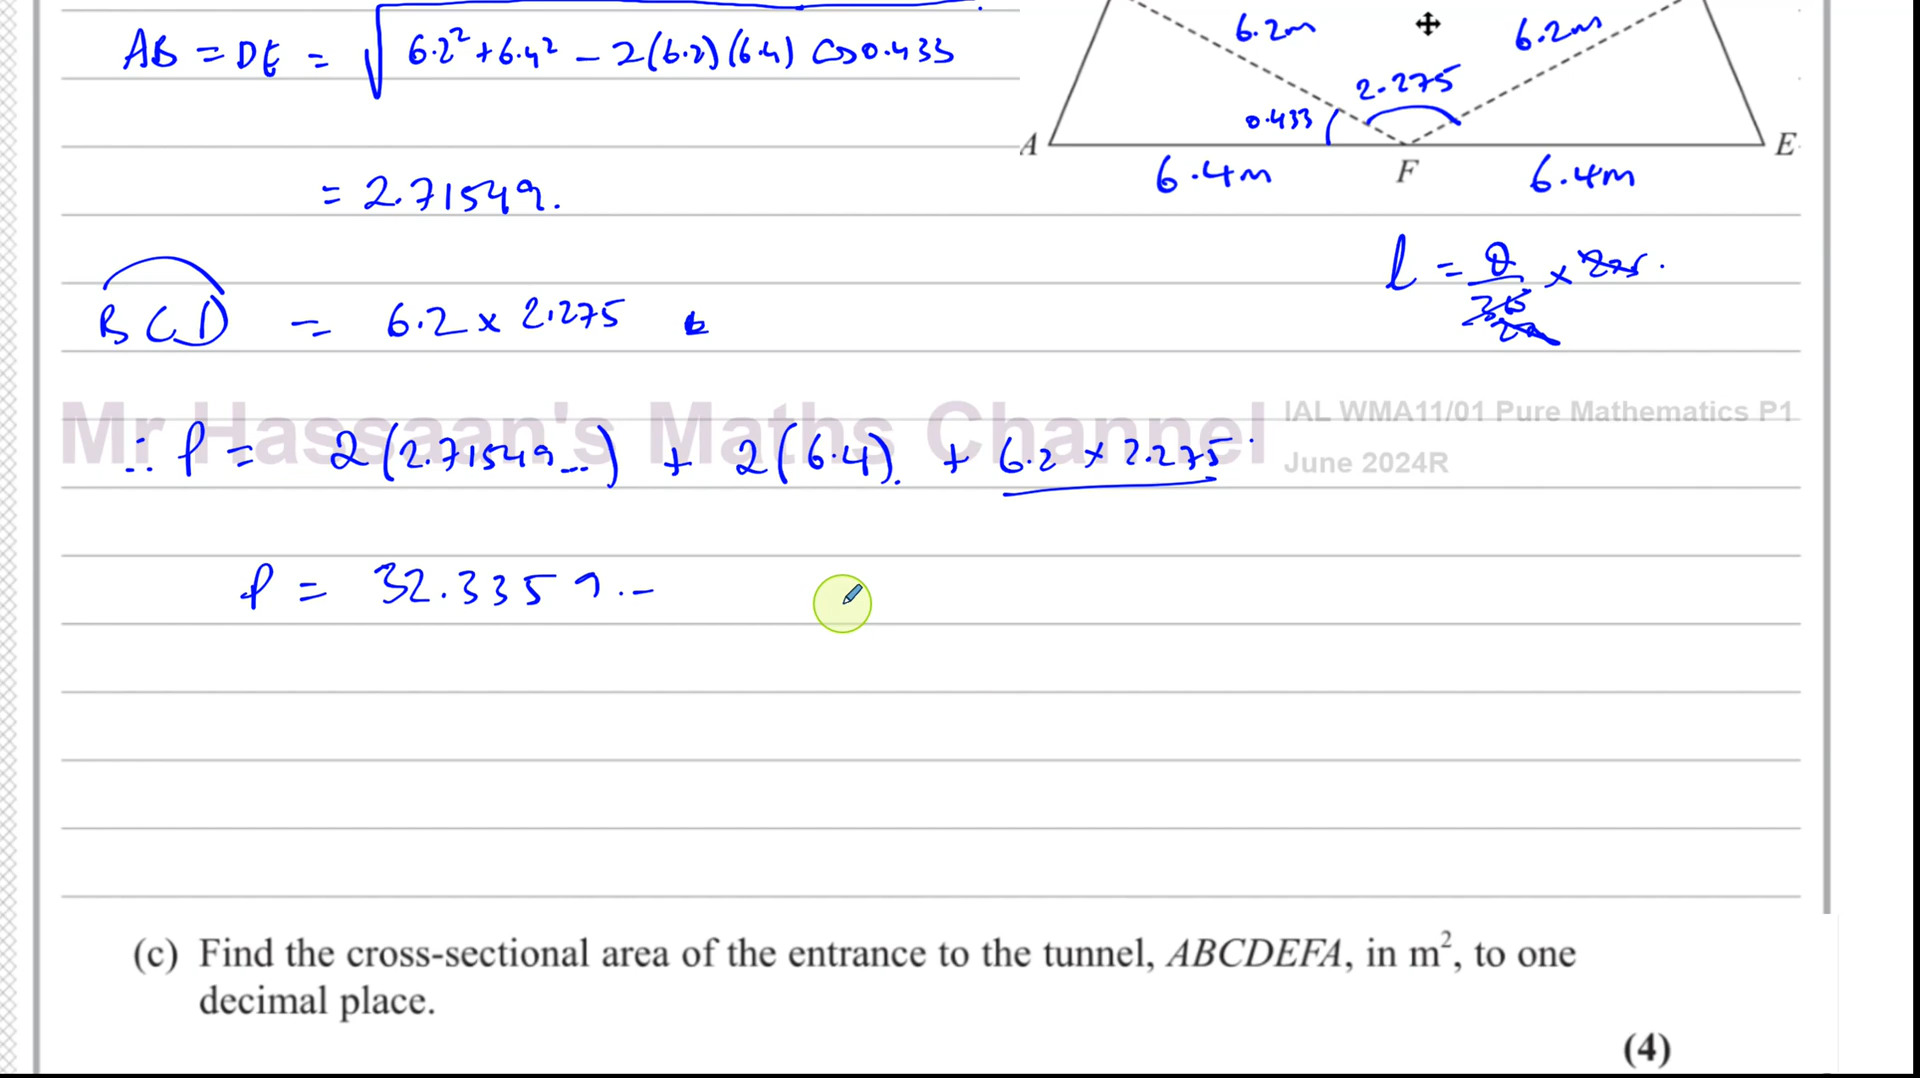 AB = DE = √6.2² + 6.4² - 2(6.2)(6.4) cos 0.433
6.2m
6.2m
2.275
0.433
A
F
E
6.4m
6.4m
= 2.71549.
l = θ/ ×
BCD = 6.2 × 2.275
Mr Hassaan's Maths Channel
IAL WMA11/01 Pure Mathematics P1
June 2024R
∴ P = 2(2.71549...) + 2(6.4) + 6.2 × 2.275
P = 32.3359..
(c) Find the cross-sectional area of the entrance to the tunnel, ABCDEFA, in m², to one
decimal place.
(4)